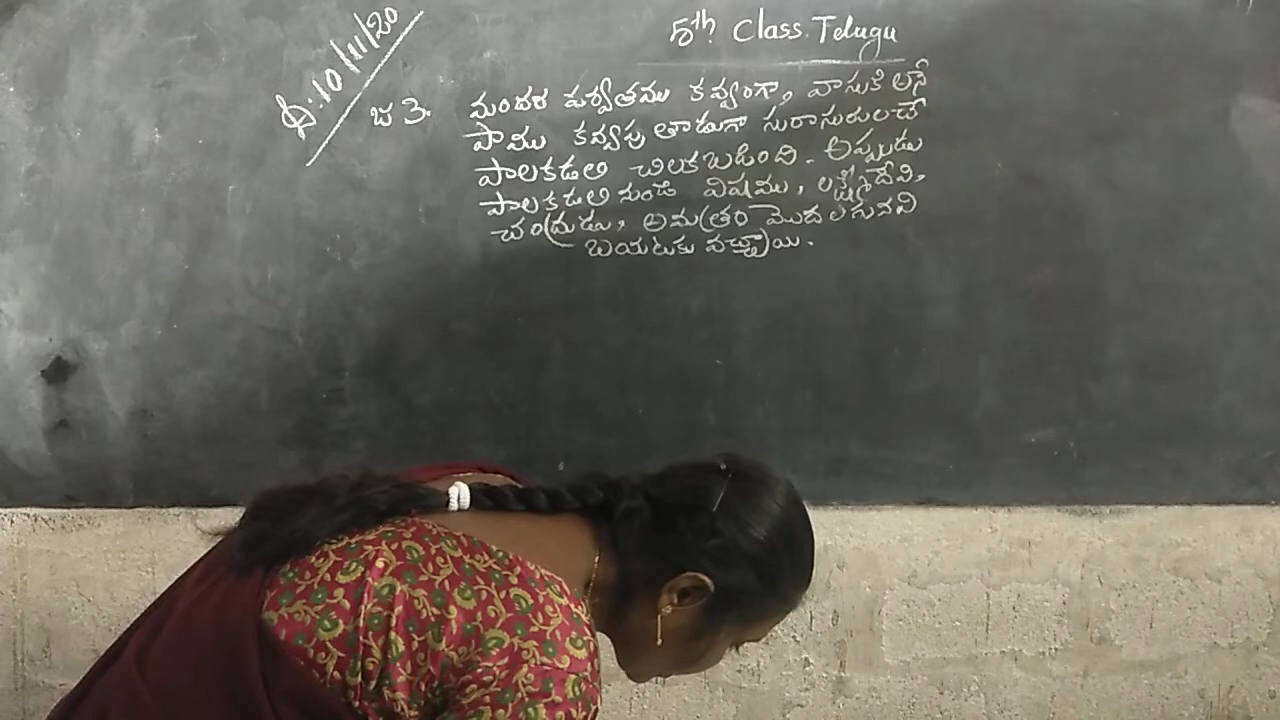 5th Class. Telugu
D: 10/11/20
జ 3. మందర పర్వతము కవ్వంగా, వాసుకి అనే
పాము కవ్వపు తాడుగా సురాసురులచే
పాలకడలి చిలకబడింది. అప్పుడు
పాలకడలి నుండి విషము, లక్ష్మీదేవి,
చంద్రుడు, అమ్రతం మొదలగునవి
బయటకు వచ్చాయి.